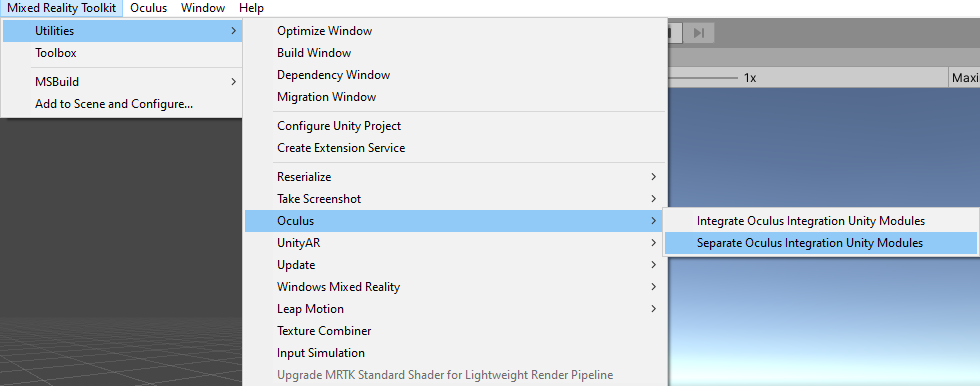 Mixed Reality Toolkit Oculus Window Help
Utilities
Toolbox
MSBuild
Add to Scene and Configure...
Optimize Window
Build Window
Dependency Window
Migration Window
Configure Unity Project
Create Extension Service
Reserialize
Take Screenshot
Oculus
UnityAR
Update
Windows Mixed Reality
Leap Motion
Texture Combiner
Input Simulation
Upgrade MRTK Standard Shader for Lightweight Render Pipeline
Integrate Oculus Integration Unity Modules
Separate Oculus Integration Unity Modules
1x Maxi